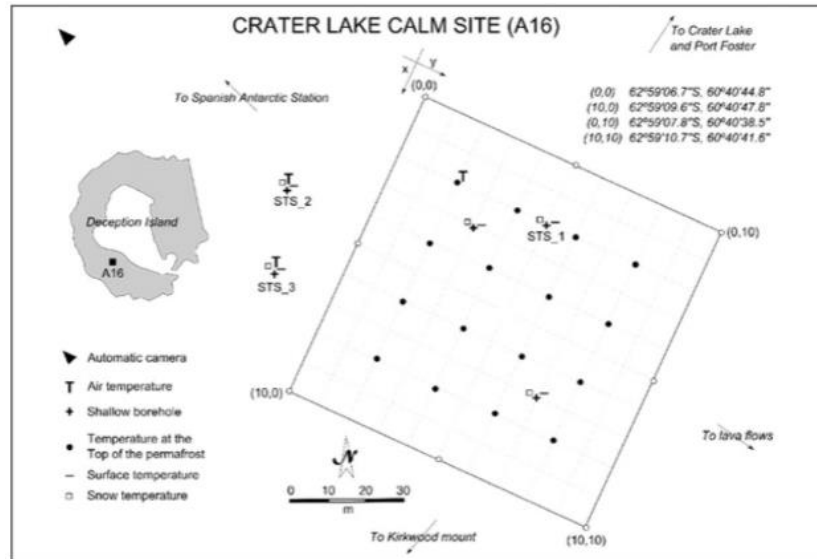 CRATER LAKE CALM SITE (A16)
To Crater Lake
and Port Foster
x y
(0,0)
To Spanish Antarctic Station
(0,0) 62º59'06.7"S, 60º40'44.8"
(10,0) 62º59'09.6"S, 60º40'47.8"
(0,10) 62º59'07.8"S, 60º40'38.5"
(10,10) 62º59'10.7"S, 60º40'41.6"
T
T
STS_2
STS_1
Deception Island
(0,10)
A16
T
STS_3
Automatic camera
T Air temperature
(10,0)
Shallow borehole
Temperature at the
Top of the permafrost
To lava flows
Surface temperature
N
Snow temperature
0 10 20 30
m
To Kirkwood mount
(10,10)